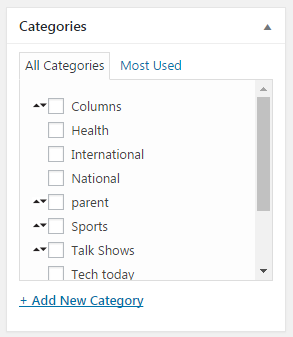 Categories
All Categories Most Used
Columns
Health
International
National
parent
Sports
Talk Shows
Tech today
+ Add New Category